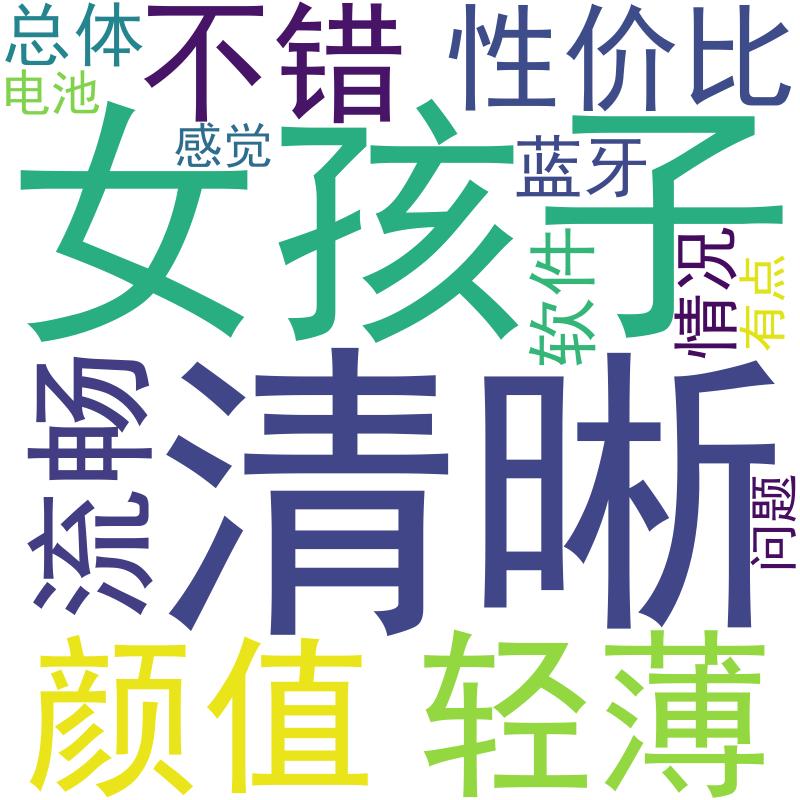 总体
不错
性价比
电池
女孩子
感觉
蓝牙
软件
情况
有点
流畅
清晰
问题
颜值
轻薄